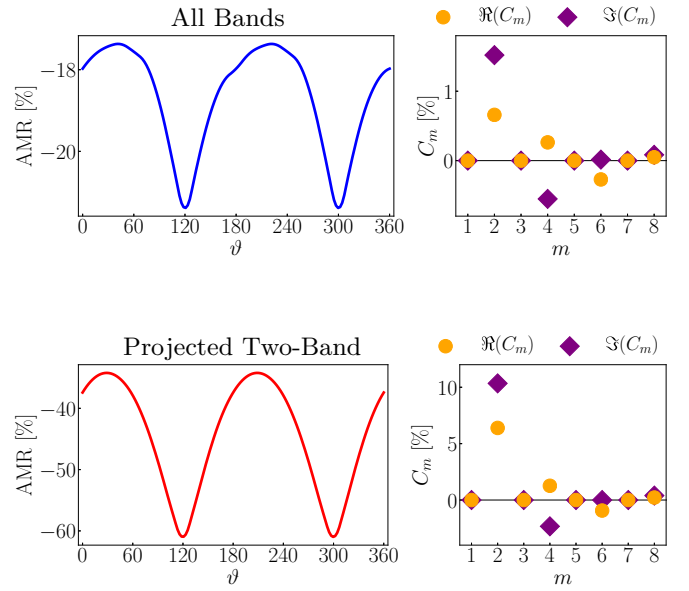 All Bands
ℜ(C_m) ℑ(C_m)
AMR [%]
−18
−20
0 60 120 180 240 300 360
ϑ
C_m [%]
1
0
1 2 3 4 5 6 7 8
m
Projected Two-Band
ℜ(C_m) ℑ(C_m)
AMR [%]
−40
−50
−60
0 60 120 180 240 300 360
ϑ
C_m [%]
10
5
0
1 2 3 4 5 6 7 8
m